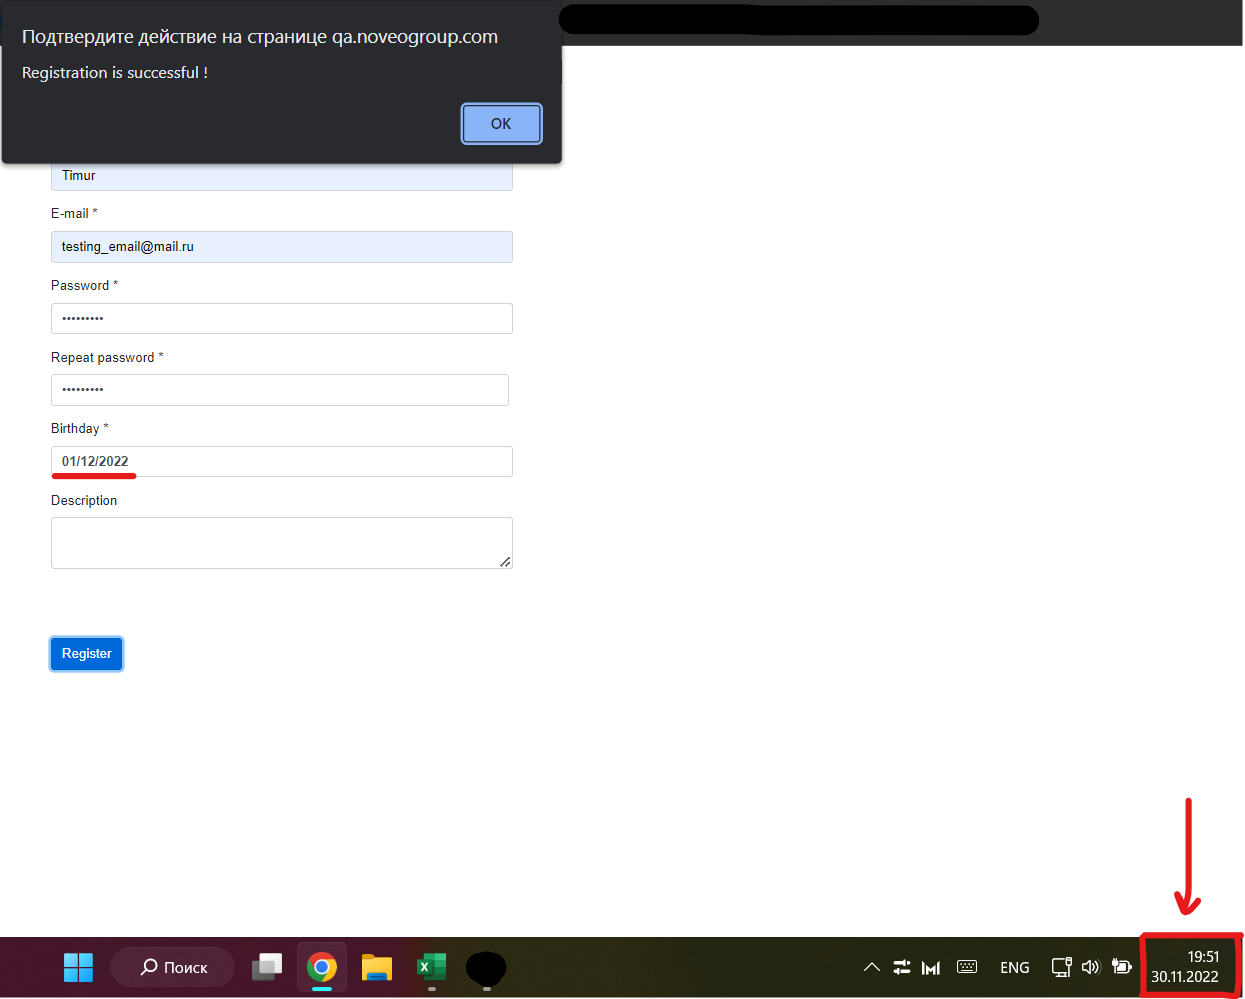 Подтвердите действие на странице qa.noveogroup.com
Registration is successful !
OK
Timur
E-mail *
testing_email@mail.ru
Password *
•••••••••
Repeat password *
•••••••••
Birthday *
01/12/2022
Description
Register
Поиск
ENG
19:51
30.11.2022